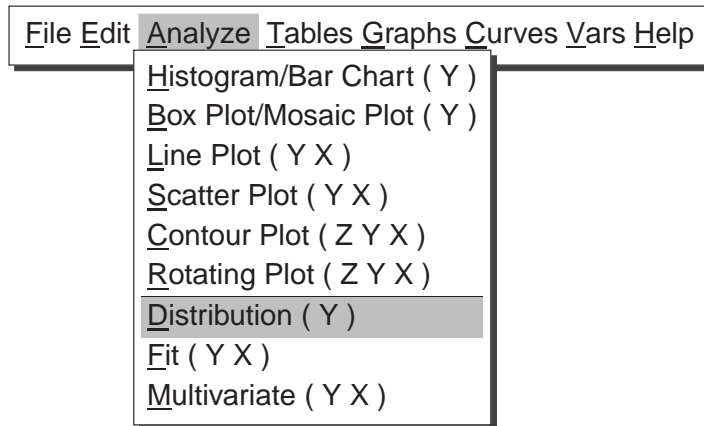 File Edit Analyze Tables Graphs Curves Vars Help
Histogram/Bar Chart ( Y )
Box Plot/Mosaic Plot ( Y )
Line Plot ( Y X )
Scatter Plot ( Y X )
Contour Plot ( Z Y X )
Rotating Plot ( Z Y X )
Distribution ( Y )
Fit ( Y X )
Multivariate ( Y X )